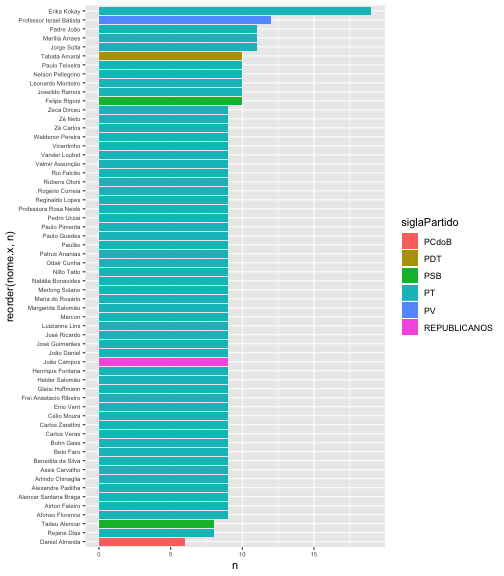 Erika Kokay
Professor Israel Batista
Padre João
Marília Arraes
Jorge Solla
Tabata Amaral
Paulo Teixeira
Nelson Pellegrino
Leonardo Monteiro
Joseildo Ramos
Felipe Rigoni
Zeca Dirceu
Zé Neto
Zé Carlos
Waldenor Pereira
Vicentinho
Vander Loubet
Valmir Assunção
Rui Falcão
Rubens Otoni
Rogério Correia
Reginaldo Lopes
Professora Rosa Neide
Pedro Uczai
Paulo Pimenta
Paulo Guedes
Paulão
Patrus Ananias
Odair Cunha
Nilto Tatto
Natália Bonavides
Merlong Solano
Maria do Rosário
Margarida Salomão
Marcon
Luizianne Lins
José Ricardo
José Guimarães
João Daniel
João Campos
Henrique Fontana
Helder Salomão
Gleisi Hoffmann
Frei Anastacio Ribeiro
Enio Verri
Célio Moura
Carlos Zarattini
Carlos Veras
Bohn Gass
Beto Faro
Benedita da Silva
Assis Carvalho
Arlindo Chinaglia
Alexandre Padilha
Alencar Santana Braga
Airton Faleiro
Afonso Florence
Tadeu Alencar
Rejane Dias
Daniel Almeida
0 5 10 15
n
reorder(nome.x, n)
siglaPartido
PCdoB
PDT
PSB
PT
PV
REPUBLICANOS